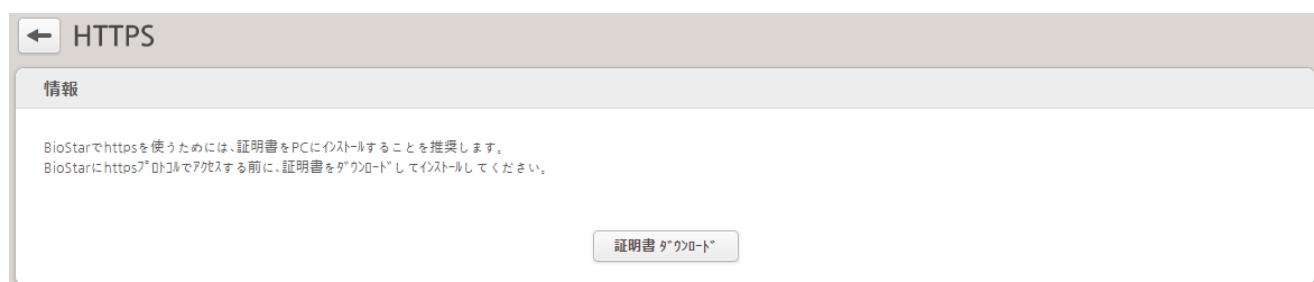 HTTPS
情報
BioStarでhttpsを使うためには、証明書をPCにｲﾝｽﾄｰﾙすることを推奨します。
BioStarにhttpsﾌﾟﾛﾄｺﾙでｱｸｾｽする前に、証明書をﾀﾞｳﾝﾛｰﾄﾞしてｲﾝｽﾄｰﾙしてください。
証明書 ﾀﾞｳﾝﾛｰﾄﾞ